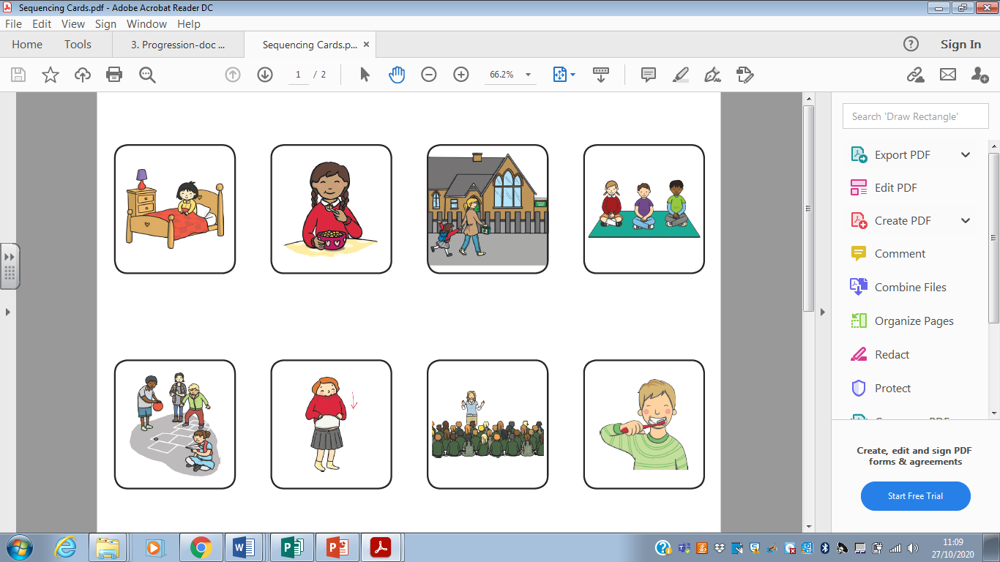 Sequencing Cards.pdf - Adobe Acrobat Reader DC
File Edit View Sign Window Help
Home Tools 3. Progression-doc ... Sequencing Cards.p... × Sign In
1 / 2 66.2%
Search 'Draw Rectangle'
Export PDF
Edit PDF
Create PDF
Comment
Combine Files
Organize Pages
Redact
Protect
Create, edit and sign PDF
forms & agreements
Start Free Trial
11:09
27/10/2020